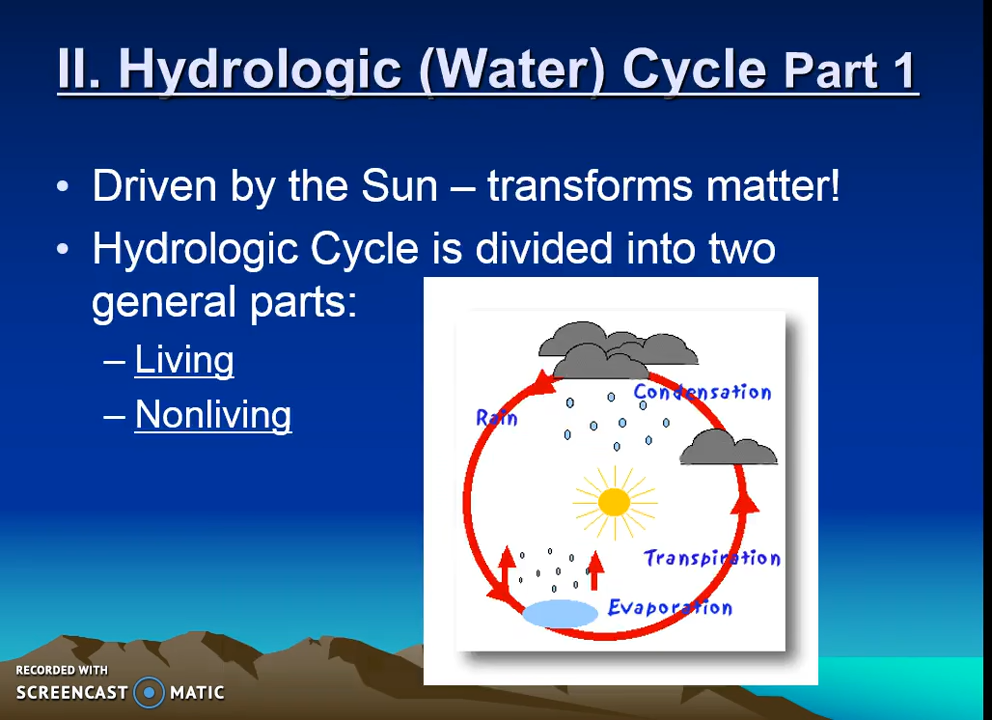 II. Hydrologic (Water) Cycle Part 1
• Driven by the Sun – transforms matter!
• Hydrologic Cycle is divided into two
general parts:
– Living
– Nonliving
Condensation
Rain
Transpiration
Evaporation
RECORDED WITH
SCREENCAST MATIC